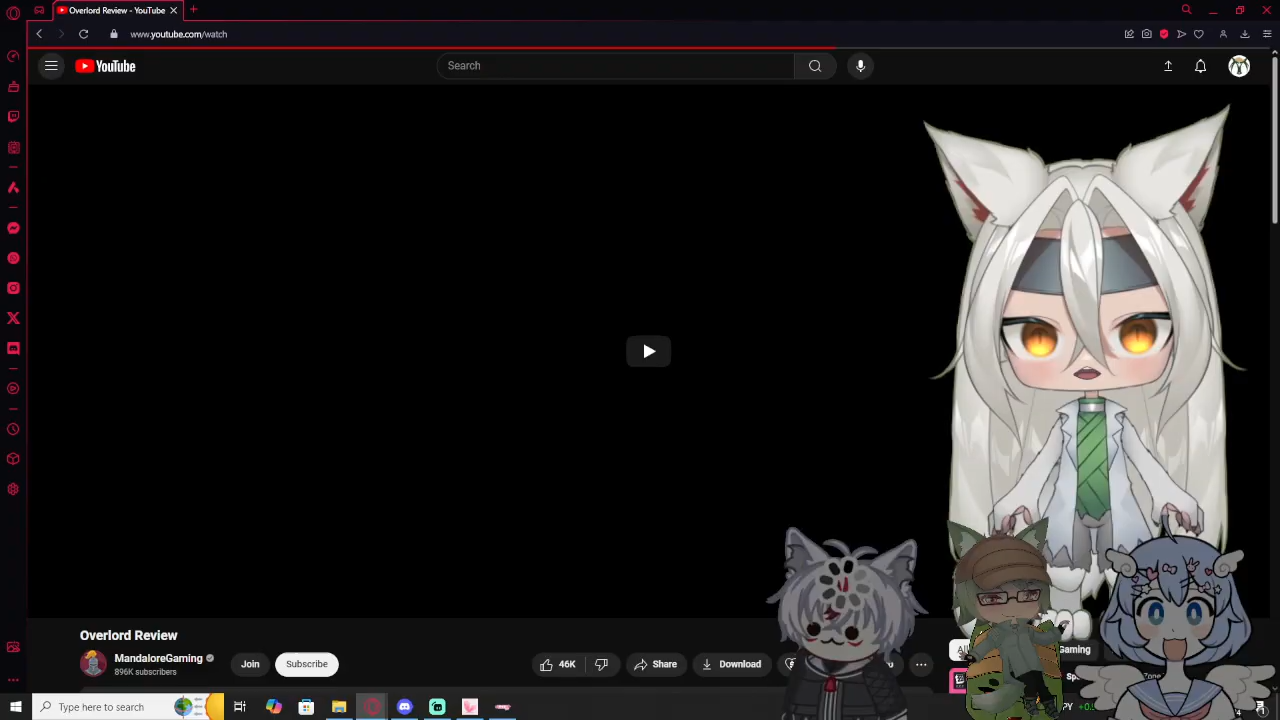 Overlord Review - YouTube
www.youtube.com/watch
YouTube
Search
Overlord Review
MandaloreGaming
896K subscribers
Join
Subscribe
46K
Share
Download
Gaming
Type here to search